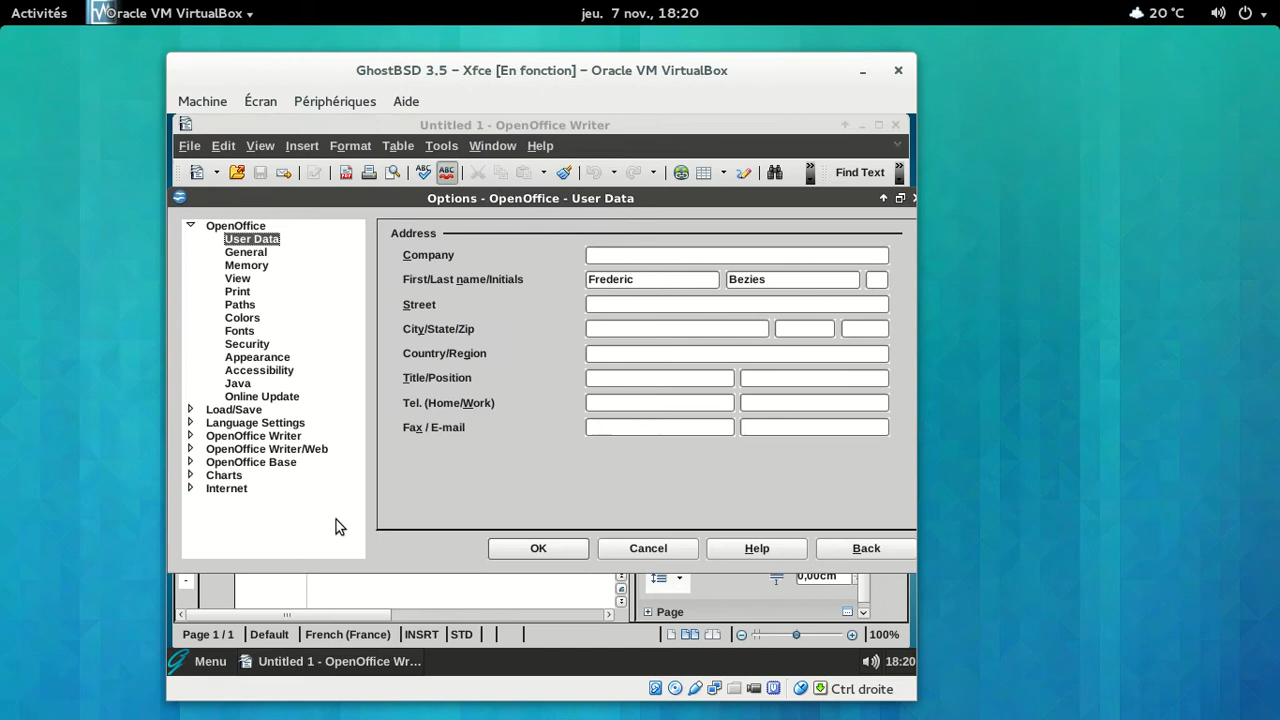 Activités Oracle VM VirtualBox jeu. 7 nov., 18:20 20 °C
GhostBSD 3.5 – Xfce [En fonction] – Oracle VM VirtualBox
Machine Écran Périphériques Aide
Untitled 1 - OpenOffice Writer
File Edit View Insert Format Table Tools Window Help
ABC ABC Find Text
Options - OpenOffice - User Data
OpenOffice
User Data
General
Memory
View
Print
Paths
Colors
Fonts
Security
Appearance
Accessibility
Java
Online Update
Load/Save
Language Settings
OpenOffice Writer
OpenOffice Writer/Web
OpenOffice Base
Charts
Internet
Address
Company
First/Last name/Initials Frederic Bezies
Street
City/State/Zip
Country/Region
Title/Position
Tel. (Home/Work)
Fax / E-mail
OK Cancel Help Back
0,00cm
Page
Page 1 / 1 Default French (France) INSRT STD 100%
Menu Untitled 1 - OpenOffice Wr... 18:20
Ctrl droite